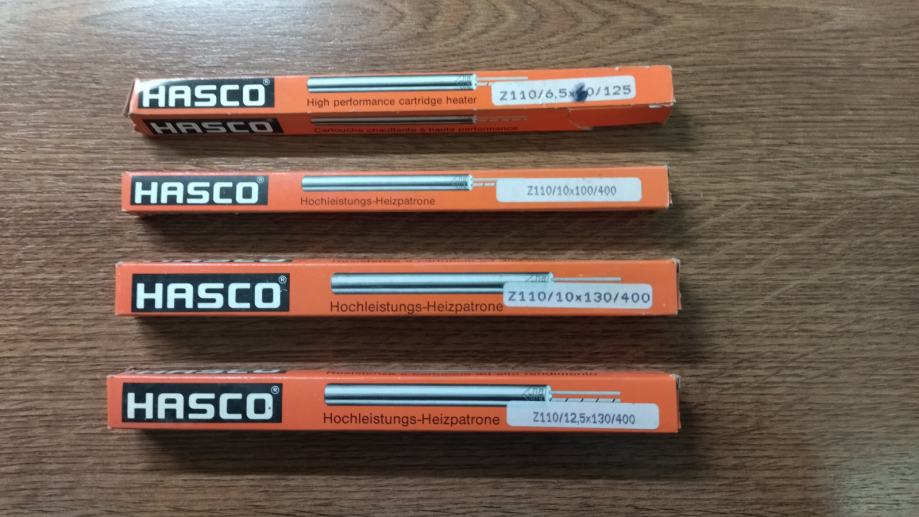 HASCO®
High performance cartridge heater
Z110/6,5x 0/125
HASCO
Cartouche chauffante à haute performance
HASCO®
Hochleistungs-Heizpatrone
Z110/10x100/400
HASCO®
Hochleistungs-Heizpatrone
Z110/10x130/400
HASCO®
Hochleistungs-Heizpatrone
Z110/12,5x130/400